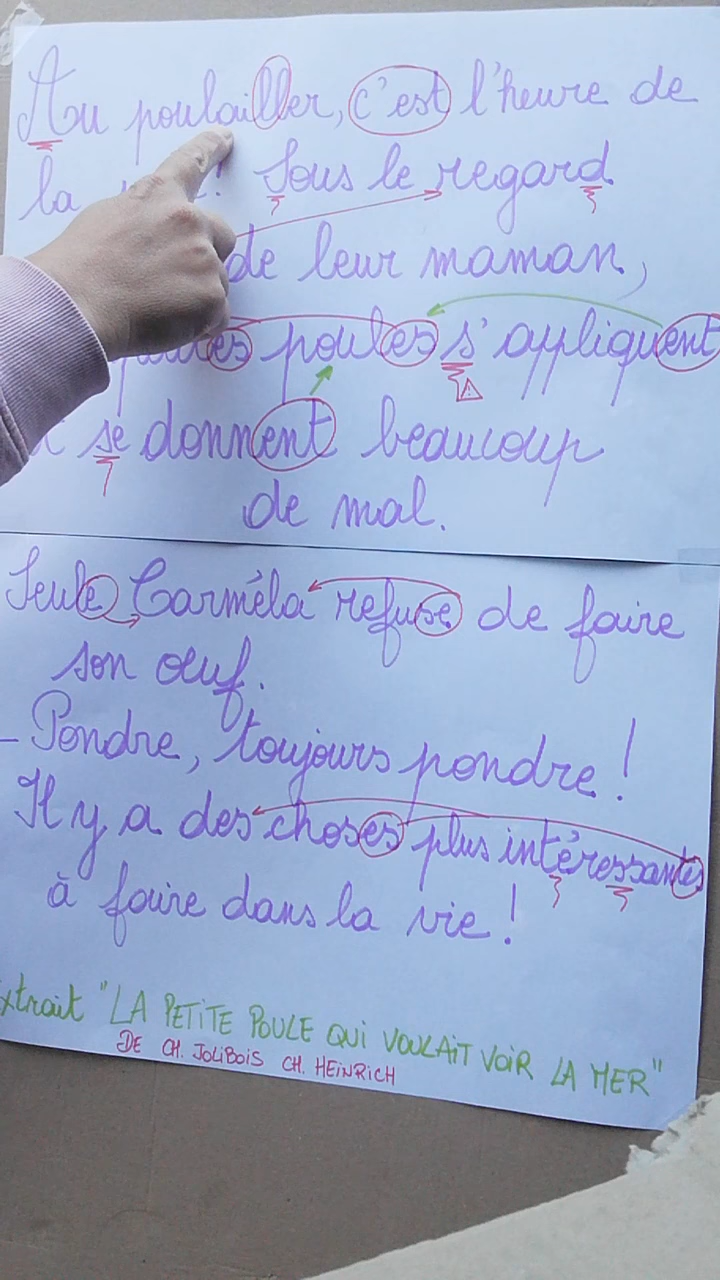 Au poulailler, c'est l'heure de
la ! Sous le regard
de leur maman,
poules s'appliquent
se donnent beaucoup
de mal.
Seule Carméla refuse de faire
son œuf.
- Pondre, toujours pondre !
Il y a des choses plus intéressantes
à faire dans la vie !
Extrait "LA PETITE POULE QUI VOULAIT VOIR LA MER"
DE CH. JOLIBOIS CH. HEINRICH